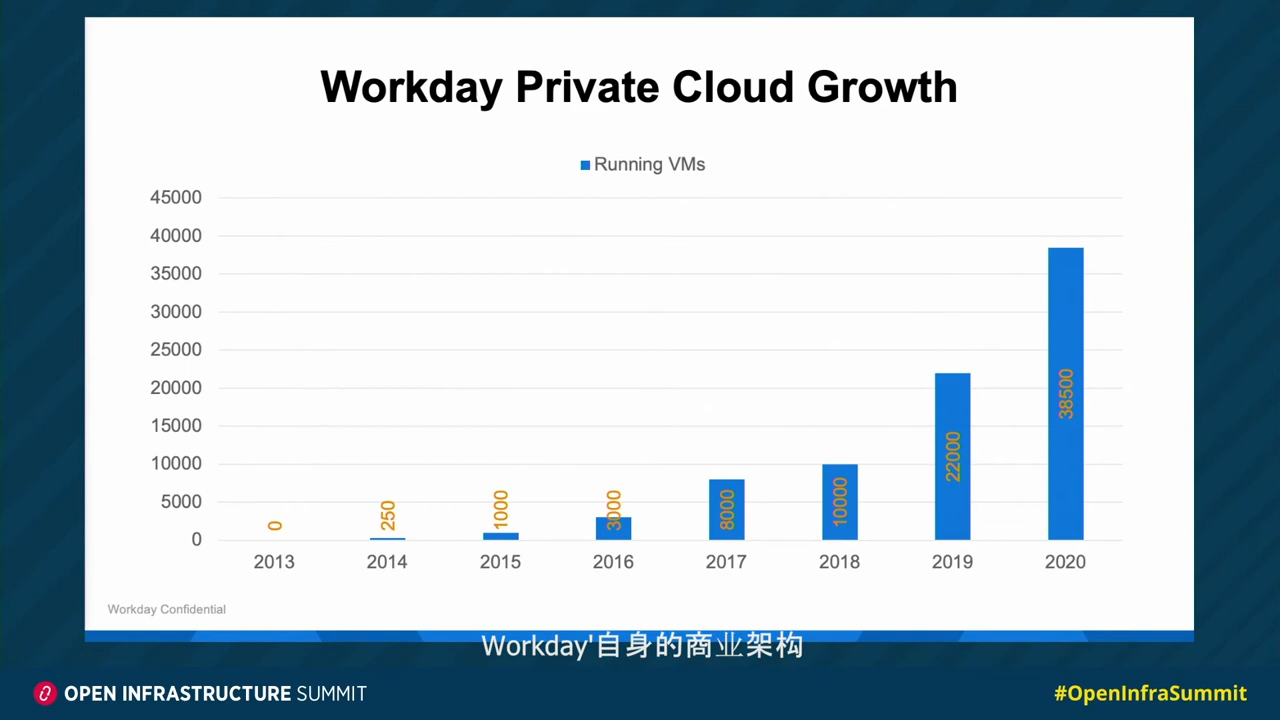 Workday Private Cloud Growth
Running VMs
45000
40000
35000
30000
25000
20000
15000
10000
5000
0
0
250
1000
3000
8000
10000
22000
38500
2013 2014 2015 2016 2017 2018 2019 2020
Workday Confidential
Workday'自身的商业架构
OPEN INFRASTRUCTURE SUMMIT
#OpenInfraSummit